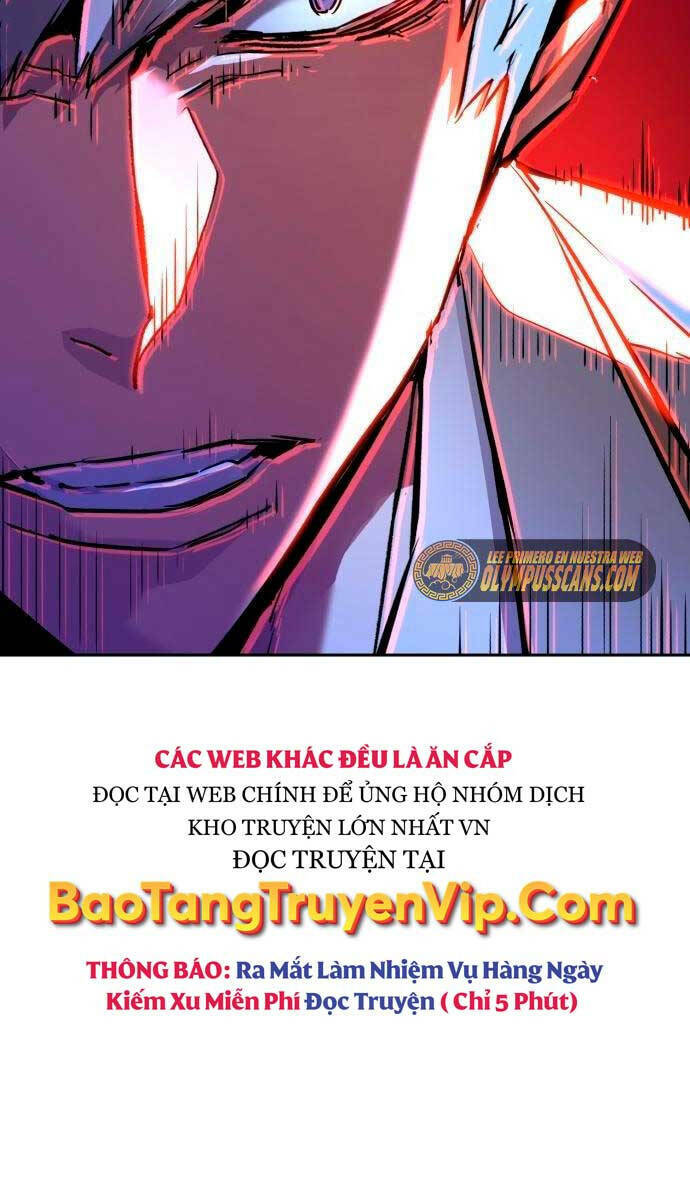 LEE PRIMERO EN NUESTRA WEB
OLYMPUSSCANS.COM
CÁC WEB KHÁC ĐỀU LÀ ĂN CẮP
ĐỌC TẠI WEB CHÍNH ĐỂ ỦNG HỘ NHÓM DỊCH
KHO TRUYỆN LỚN NHẤT VN
ĐỌC TRUYỆN TẠI
BaoTangTruyenVip.Com
THÔNG BÁO: Ra Mắt Làm Nhiệm Vụ Hàng Ngày
Kiếm Xu Miễn Phí Đọc Truyện ( Chỉ 5 Phút)